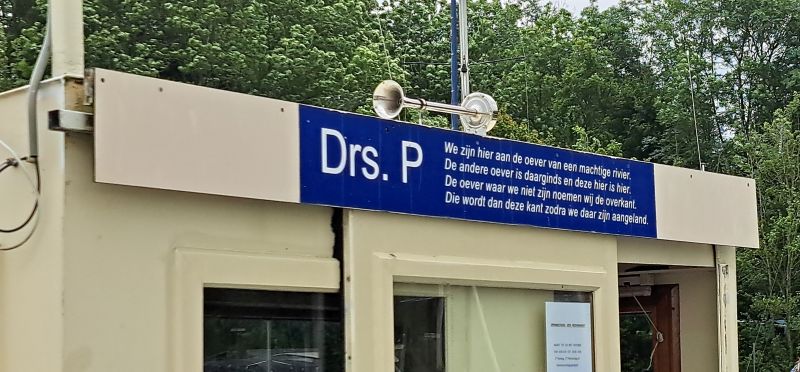 Drs. P
We zijn hier aan de oever van een machtige rivier.
De andere oever is daarginds en deze hier is hier.
De oever waar we niet zijn noemen wij de overkant.
Die wordt dan deze kant zodra we daar zijn aangeland.